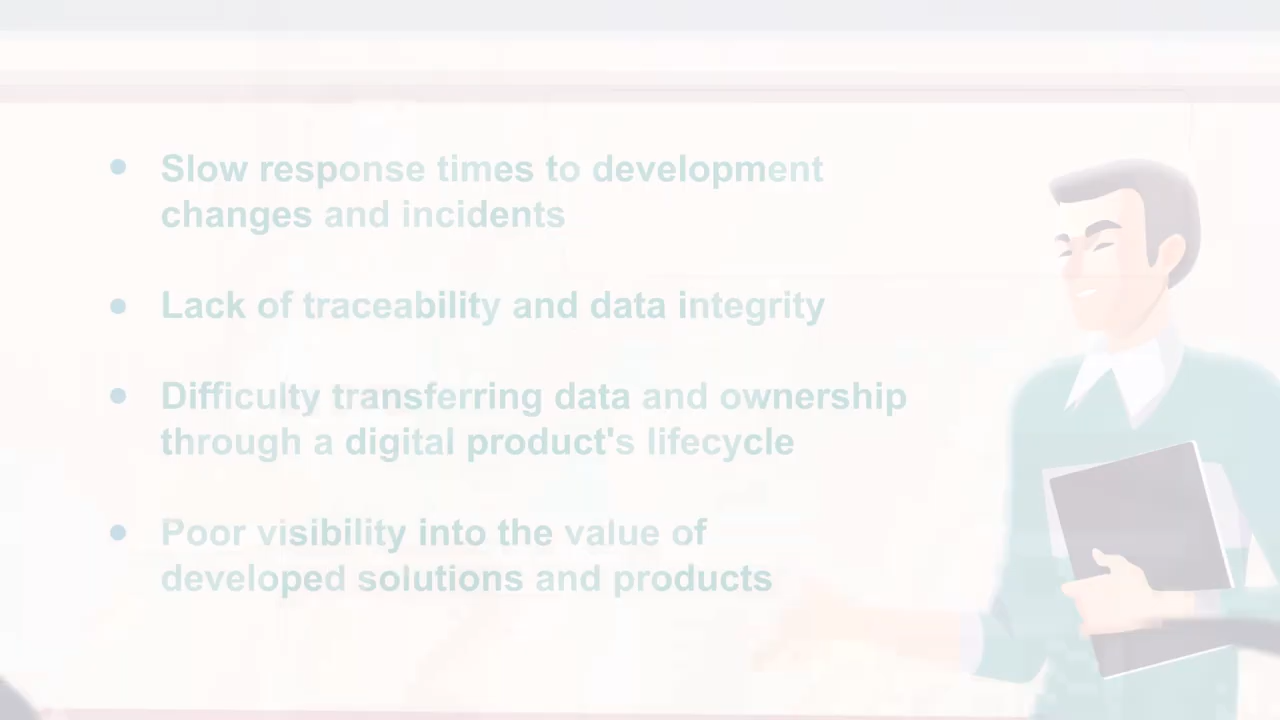 • Slow response times to development
changes and incidents
• Lack of traceability and data integrity
• Difficulty transferring data and ownership
through a digital product's lifecycle
• Poor visibility into the value of
developed solutions and products